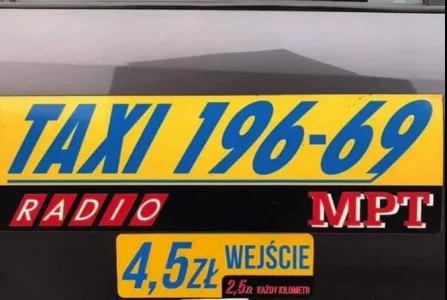 TAXI 196-69
RADIO MPT
4,5ZŁ WEJŚCIE
2,5zł KAŻDY KILOMETR